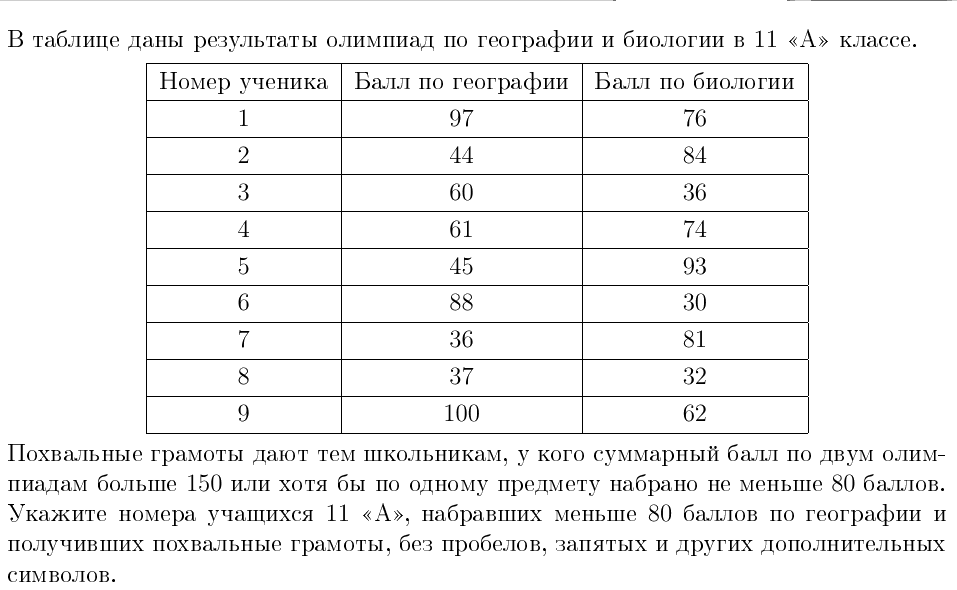 В таблице даны результаты олимпиад по географии и биологии в 11 «А» классе.
Номер ученика Балл по географии Балл по биологии
1 97 76
2 44 84
3 60 36
4 61 74
5 45 93
6 88 30
7 36 81
8 37 32
9 100 62
Похвальные грамоты дают тем школьникам, у кого суммарный балл по двум олим-
пиадам больше 150 или хотя бы по одному предмету набрано не меньше 80 баллов.
Укажите номера учащихся 11 «А», набравших меньше 80 баллов по географии и
получивших похвальные грамоты, без пробелов, запятых и других дополнительных
символов.